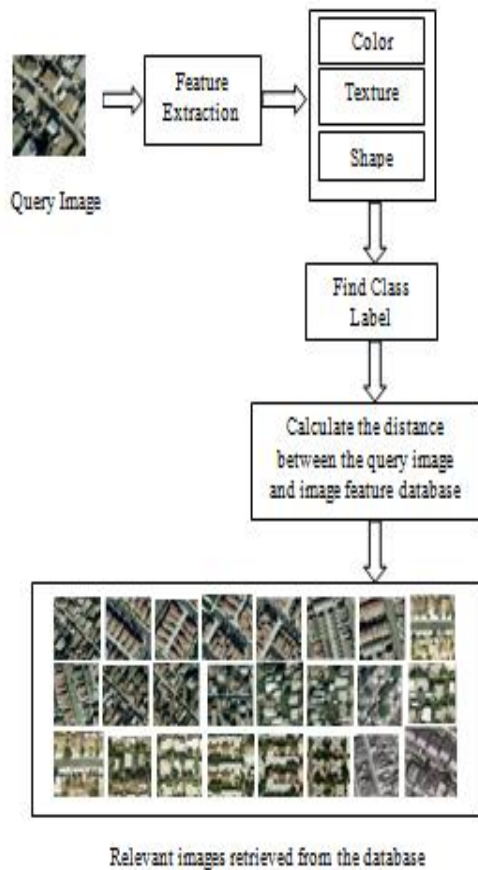 Color
Feature
Extraction
Texture
Shape
Query Image
Find Class
Label
Calculate the distance
between the query image
and image feature database
Relevant images retrieved from the database